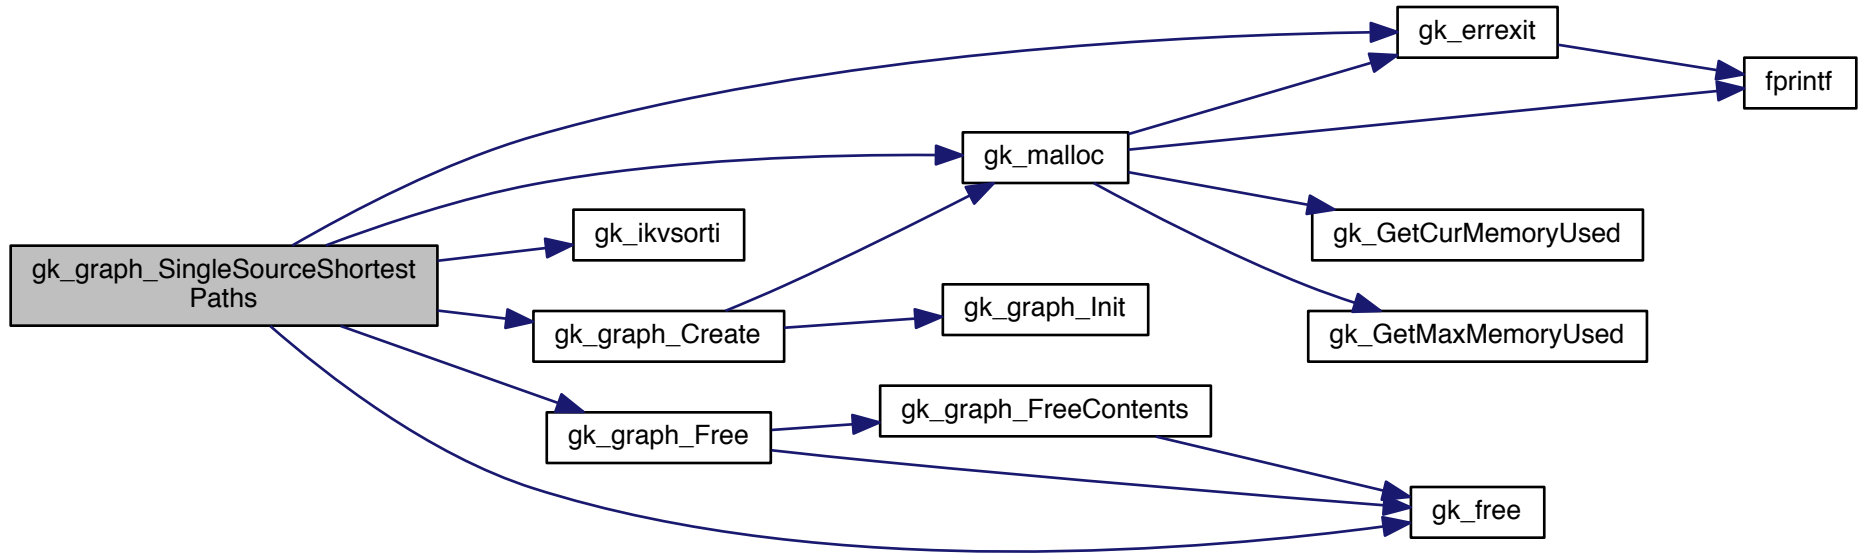 gk_errexit
fprintf
gk_malloc
gk_ikvsorti
gk_GetCurMemoryUsed
gk_graph_SingleSourceShortest
Paths
gk_graph_Init
gk_graph_Create
gk_GetMaxMemoryUsed
gk_graph_FreeContents
gk_graph_Free
gk_free